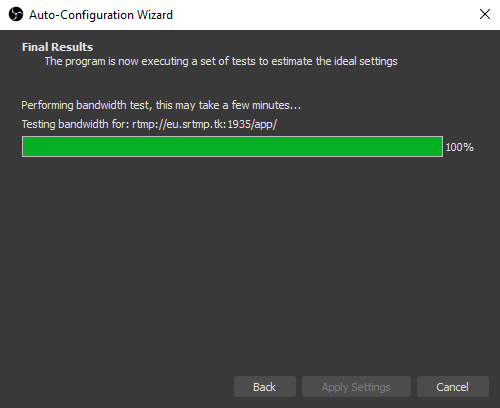 Auto-Configuration Wizard
Final Results
The program is now executing a set of tests to estimate the ideal settings
Performing bandwidth test, this may take a few minutes...
Testing bandwidth for: rtmp://eu.srtmp.tk:1935/app/
100%
Back
Apply Settings
Cancel